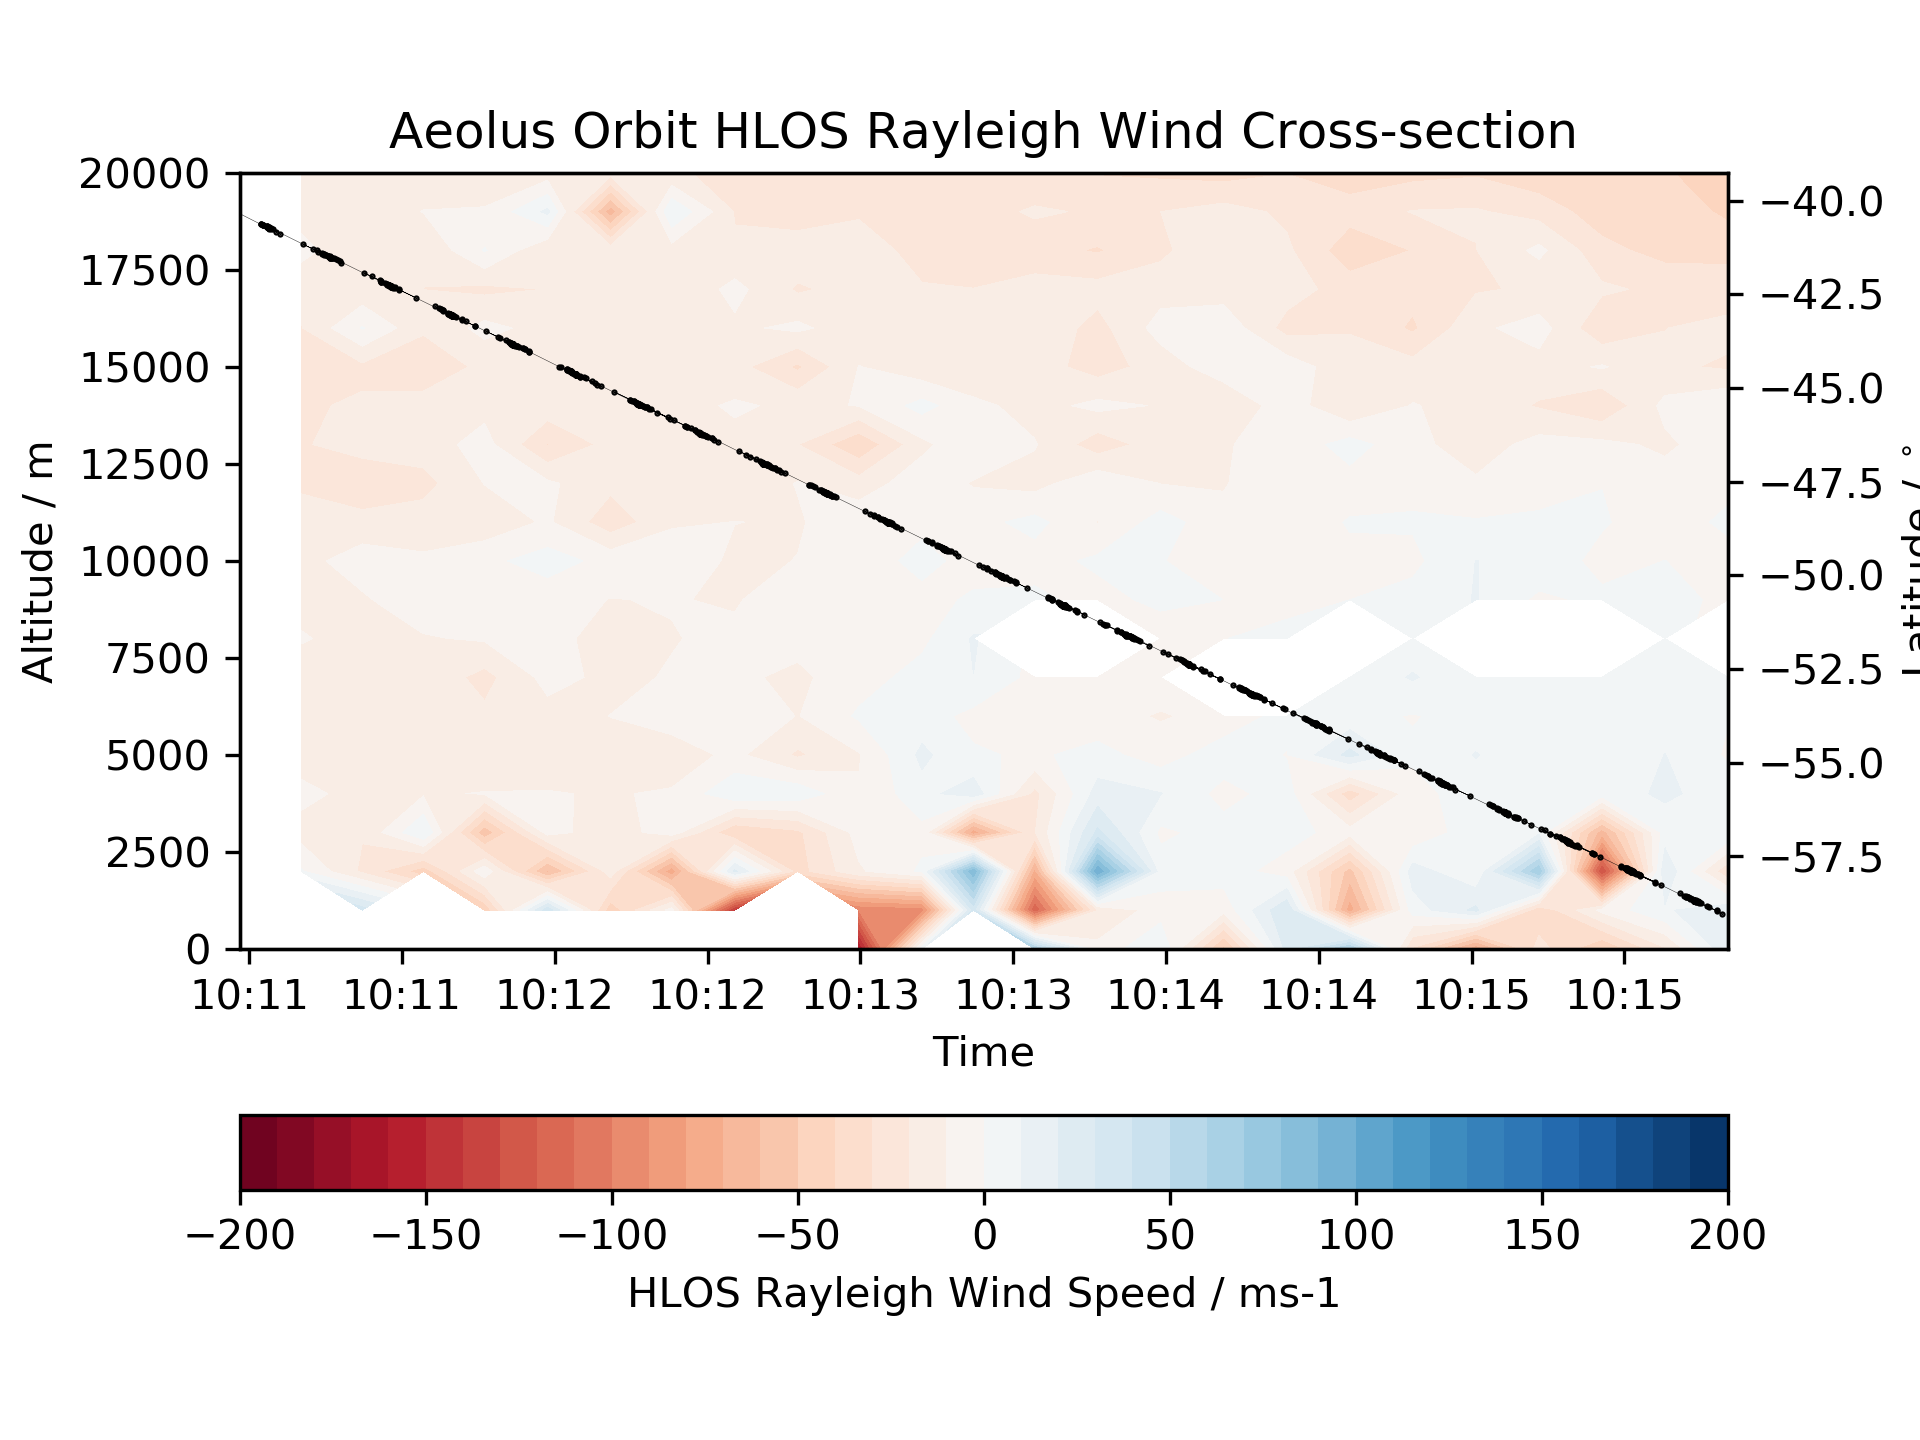 Aeolus Orbit HLOS Rayleigh Wind Cross-section
20000
17500
15000
12500
10000
7500
5000
2500
0
Altitude / m
−40.0
−42.5
−45.0
−47.5
−50.0
−52.5
−55.0
−57.5
Latitude / °
10:11 10:11 10:12 10:12 10:13 10:13 10:14 10:14 10:15 10:15
Time
−200 −150 −100 −50 0 50 100 150 200
HLOS Rayleigh Wind Speed / ms-1